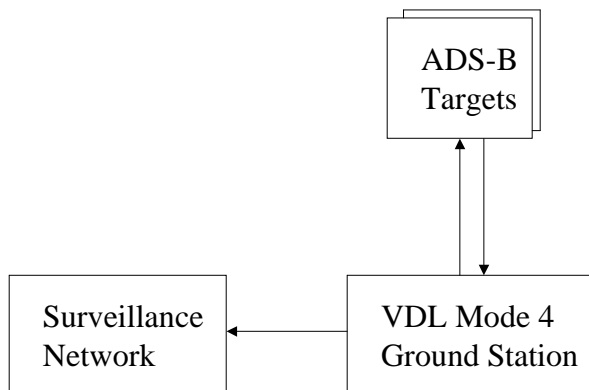 ADS-B
Targets
Surveillance
Network
VDL Mode 4
Ground Station